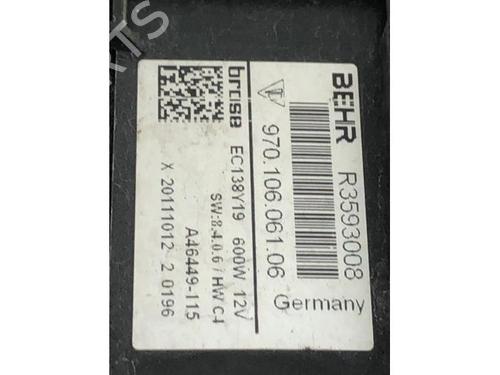 BEHR R3593008
970.106.061.06
Germany
brose EC138Y19 600W 12V
SW:8.4.0.6 / HW C4
A46449-115
X 20111012 2 0196